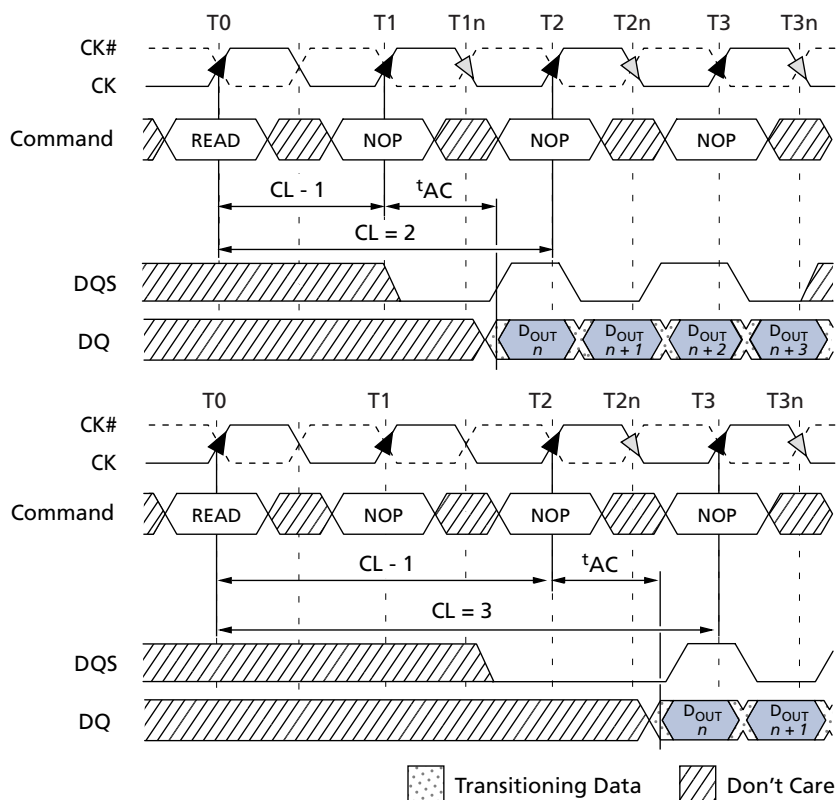 T0 T1 T1n T2 T2n T3 T3n
CK#
CK
Command READ NOP NOP NOP
CL - 1 tAC
CL = 2
DQS
DQ DOUT n DOUT n + 1 DOUT n + 2 DOUT n + 3
T0 T1 T2 T2n T3 T3n
CK#
CK
Command READ NOP NOP NOP
CL - 1 tAC
CL = 3
DQS
DQ DOUT n DOUT n + 1
Transitioning Data Don't Care